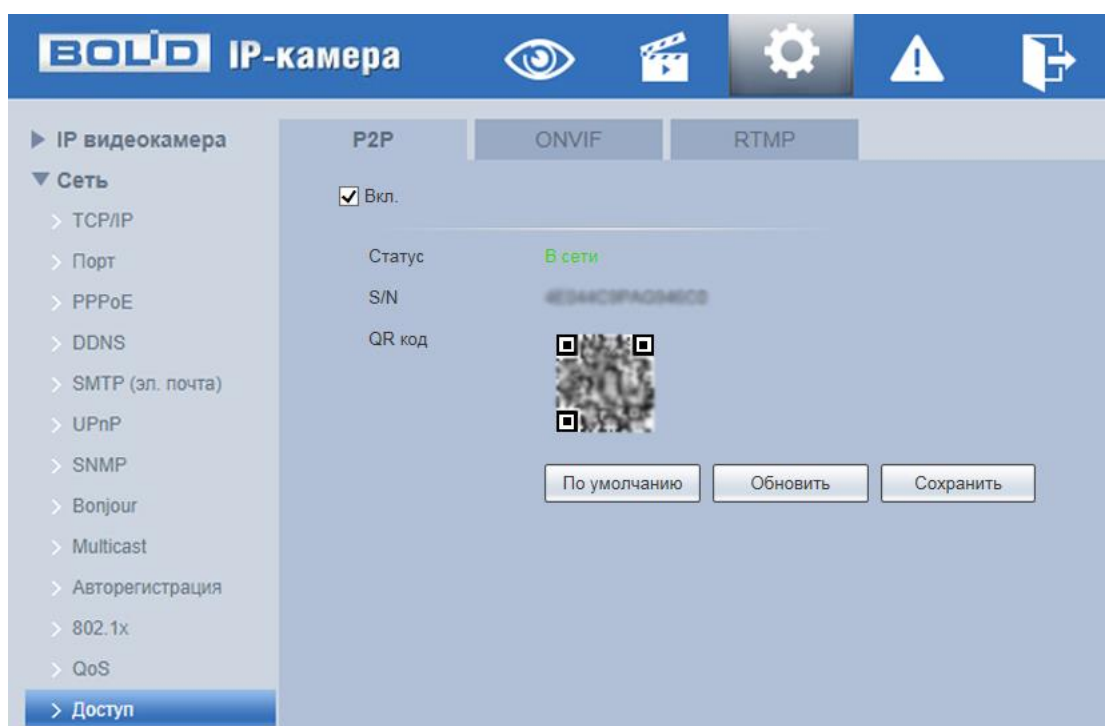 BOLID IP-камера
IP видеокамера
Сеть
TCP/IP
Порт
PPPoE
DDNS
SMTP (эл. почта)
UPnP
SNMP
Bonjour
Multicast
Авторегистрация
802.1x
QoS
Доступ
P2P ONVIF RTMP
Вкл.
Статус В сети
S/N
QR код
По умолчанию Обновить Сохранить